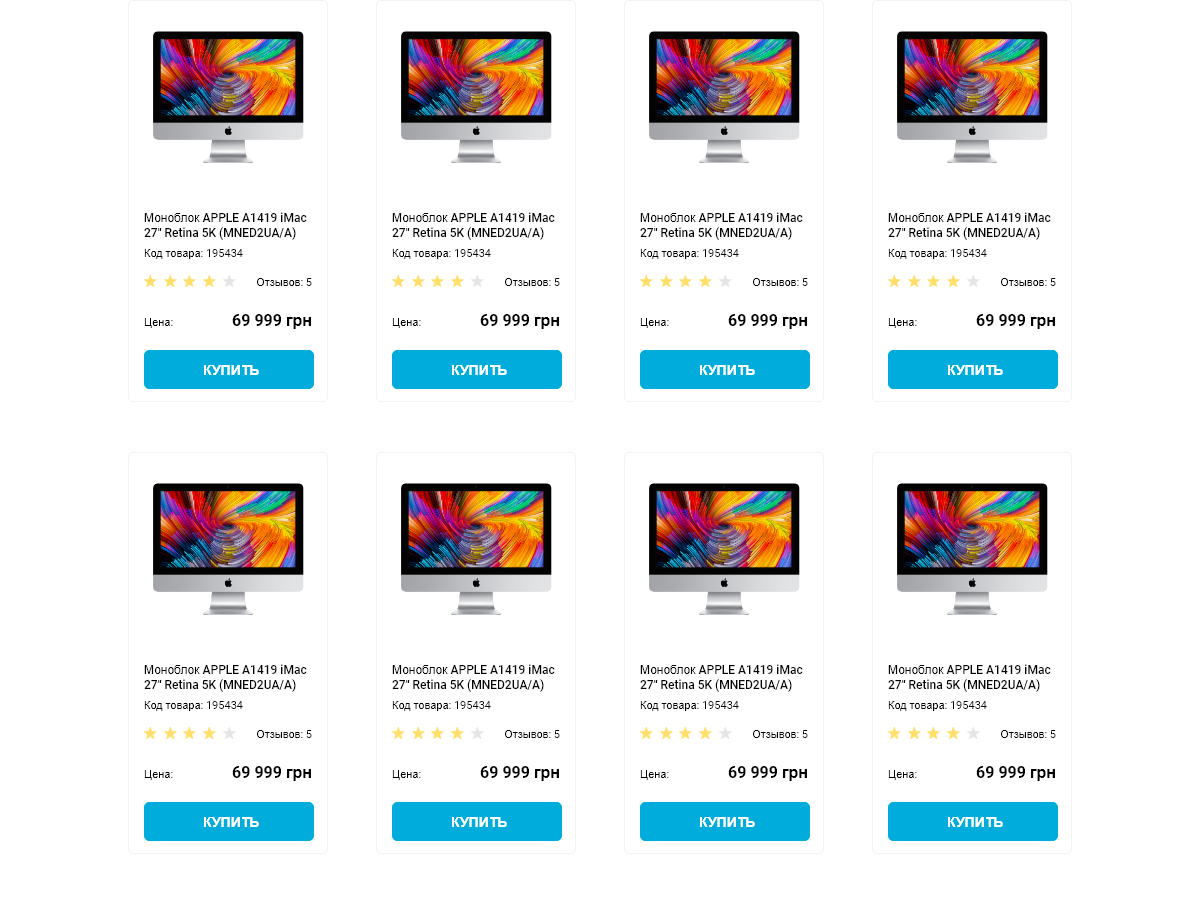 Моноблок APPLE A1419 iMac
27" Retina 5K (MNED2UA/A)
Код товара: 195434
Отзывов: 5
Цена: 69 999 грн
КУПИТЬ
Моноблок APPLE A1419 iMac
27" Retina 5K (MNED2UA/A)
Код товара: 195434
Отзывов: 5
Цена: 69 999 грн
КУПИТЬ
Моноблок APPLE A1419 iMac
27" Retina 5K (MNED2UA/A)
Код товара: 195434
Отзывов: 5
Цена: 69 999 грн
КУПИТЬ
Моноблок APPLE A1419 iMac
27" Retina 5K (MNED2UA/A)
Код товара: 195434
Отзывов: 5
Цена: 69 999 грн
КУПИТЬ
Моноблок APPLE A1419 iMac
27" Retina 5K (MNED2UA/A)
Код товара: 195434
Отзывов: 5
Цена: 69 999 грн
КУПИТЬ
Моноблок APPLE A1419 iMac
27" Retina 5K (MNED2UA/A)
Код товара: 195434
Отзывов: 5
Цена: 69 999 грн
КУПИТЬ
Моноблок APPLE A1419 iMac
27" Retina 5K (MNED2UA/A)
Код товара: 195434
Отзывов: 5
Цена: 69 999 грн
КУПИТЬ
Моноблок APPLE A1419 iMac
27" Retina 5K (MNED2UA/A)
Код товара: 195434
Отзывов: 5
Цена: 69 999 грн
КУПИТЬ